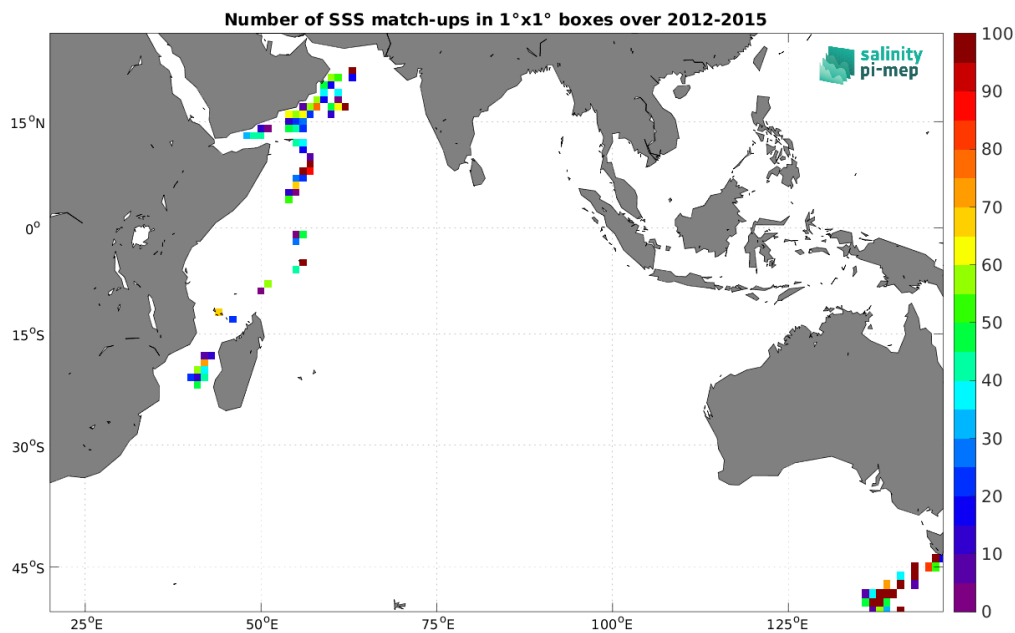 Number of SSS match-ups in 1°x1° boxes over 2012-2015
salinity
pi-mep
15°N
0°
15°S
30°S
45°S
25°E
50°E
75°E
100°E
125°E
100
90
80
70
60
50
40
30
20
10
0